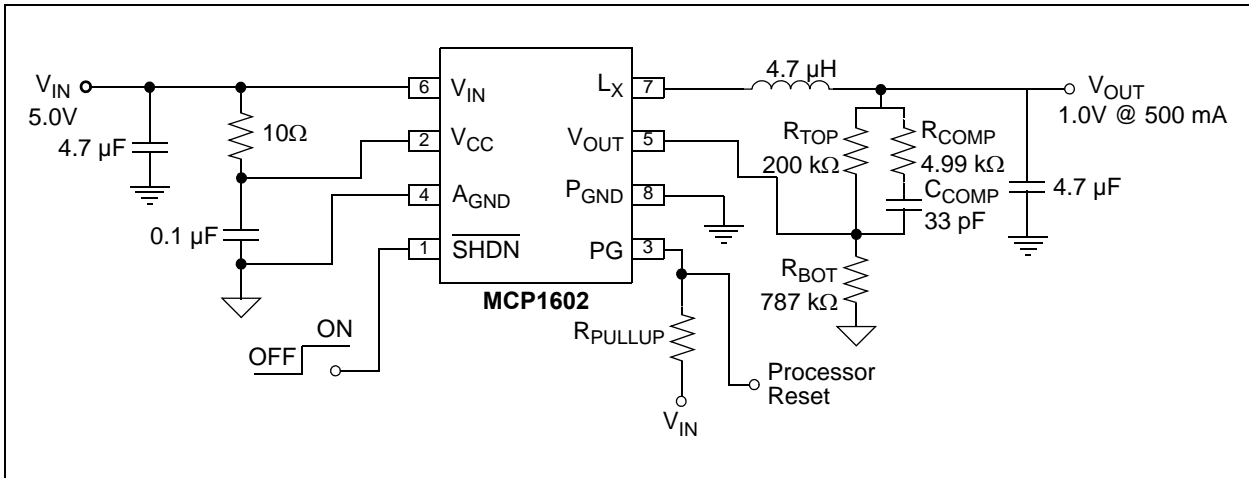 V_IN
5.0V
4.7 µF
10Ω
0.1 µF
OFF
ON
6 V_IN
2 V_CC
4 A_GND
1 SHDN
L_X 7
V_OUT 5
P_GND 8
PG 3
MCP1602
4.7 µH
V_OUT
1.0V @ 500 mA
R_TOP
200 kΩ
R_COMP
4.99 kΩ
C_COMP
33 pF
4.7 µF
R_BOT
787 kΩ
R_PULLUP
V_IN
Processor
Reset